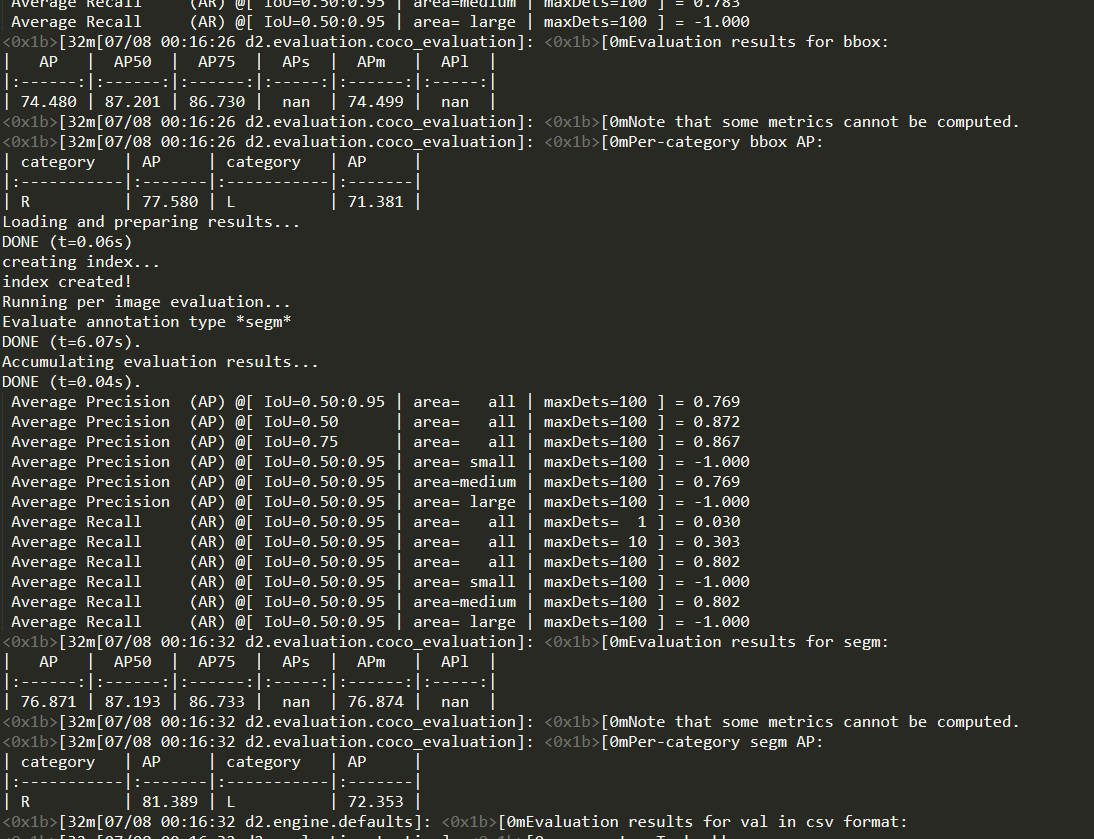 Average Recall     (AR) @[ IoU=0.50:0.95 | area=medium | maxDets=100 ] = 0.783
 Average Recall     (AR) @[ IoU=0.50:0.95 | area= large | maxDets=100 ] = -1.000
<0x1b>[32m[07/08 00:16:26 d2.evaluation.coco_evaluation]: <0x1b>[0mEvaluation results for bbox:
|   AP   |  AP50  |  AP75  |  APs  |  APm   |  APl  |
|:------:|:------:|:------:|:-----:|:------:|:-----:|
| 74.480 | 87.201 | 86.730 |  nan  | 74.499 |  nan  |
<0x1b>[32m[07/08 00:16:26 d2.evaluation.coco_evaluation]: <0x1b>[0mNote that some metrics cannot be computed.
<0x1b>[32m[07/08 00:16:26 d2.evaluation.coco_evaluation]: <0x1b>[0mPer-category bbox AP:
| category   | AP     | category   | AP     |
|:-----------|:-------|:-----------|:-------|
| R          | 77.580 | L          | 71.381 |
Loading and preparing results...
DONE (t=0.06s)
creating index...
index created!
Running per image evaluation...
Evaluate annotation type *segm*
DONE (t=6.07s).
Accumulating evaluation results...
DONE (t=0.04s).
 Average Precision  (AP) @[ IoU=0.50:0.95 | area=   all | maxDets=100 ] = 0.769
 Average Precision  (AP) @[ IoU=0.50      | area=   all | maxDets=100 ] = 0.872
 Average Precision  (AP) @[ IoU=0.75      | area=   all | maxDets=100 ] = 0.867
 Average Precision  (AP) @[ IoU=0.50:0.95 | area= small | maxDets=100 ] = -1.000
 Average Precision  (AP) @[ IoU=0.50:0.95 | area=medium | maxDets=100 ] = 0.769
 Average Precision  (AP) @[ IoU=0.50:0.95 | area= large | maxDets=100 ] = -1.000
 Average Recall     (AR) @[ IoU=0.50:0.95 | area=   all | maxDets=  1 ] = 0.030
 Average Recall     (AR) @[ IoU=0.50:0.95 | area=   all | maxDets= 10 ] = 0.303
 Average Recall     (AR) @[ IoU=0.50:0.95 | area=   all | maxDets=100 ] = 0.802
 Average Recall     (AR) @[ IoU=0.50:0.95 | area= small | maxDets=100 ] = -1.000
 Average Recall     (AR) @[ IoU=0.50:0.95 | area=medium | maxDets=100 ] = 0.802
 Average Recall     (AR) @[ IoU=0.50:0.95 | area= large | maxDets=100 ] = -1.000
<0x1b>[32m[07/08 00:16:32 d2.evaluation.coco_evaluation]: <0x1b>[0mEvaluation results for segm:
|   AP   |  AP50  |  AP75  |  APs  |  APm   |  APl  |
|:------:|:------:|:------:|:-----:|:------:|:-----:|
| 76.871 | 87.193 | 86.733 |  nan  | 76.874 |  nan  |
<0x1b>[32m[07/08 00:16:32 d2.evaluation.coco_evaluation]: <0x1b>[0mNote that some metrics cannot be computed.
<0x1b>[32m[07/08 00:16:32 d2.evaluation.coco_evaluation]: <0x1b>[0mPer-category segm AP:
| category   | AP     | category   | AP     |
|:-----------|:-------|:-----------|:-------|
| R          | 81.389 | L          | 72.353 |
<0x1b>[32m[07/08 00:16:32 d2.engine.defaults]: <0x1b>[0mEvaluation results for val in csv format: